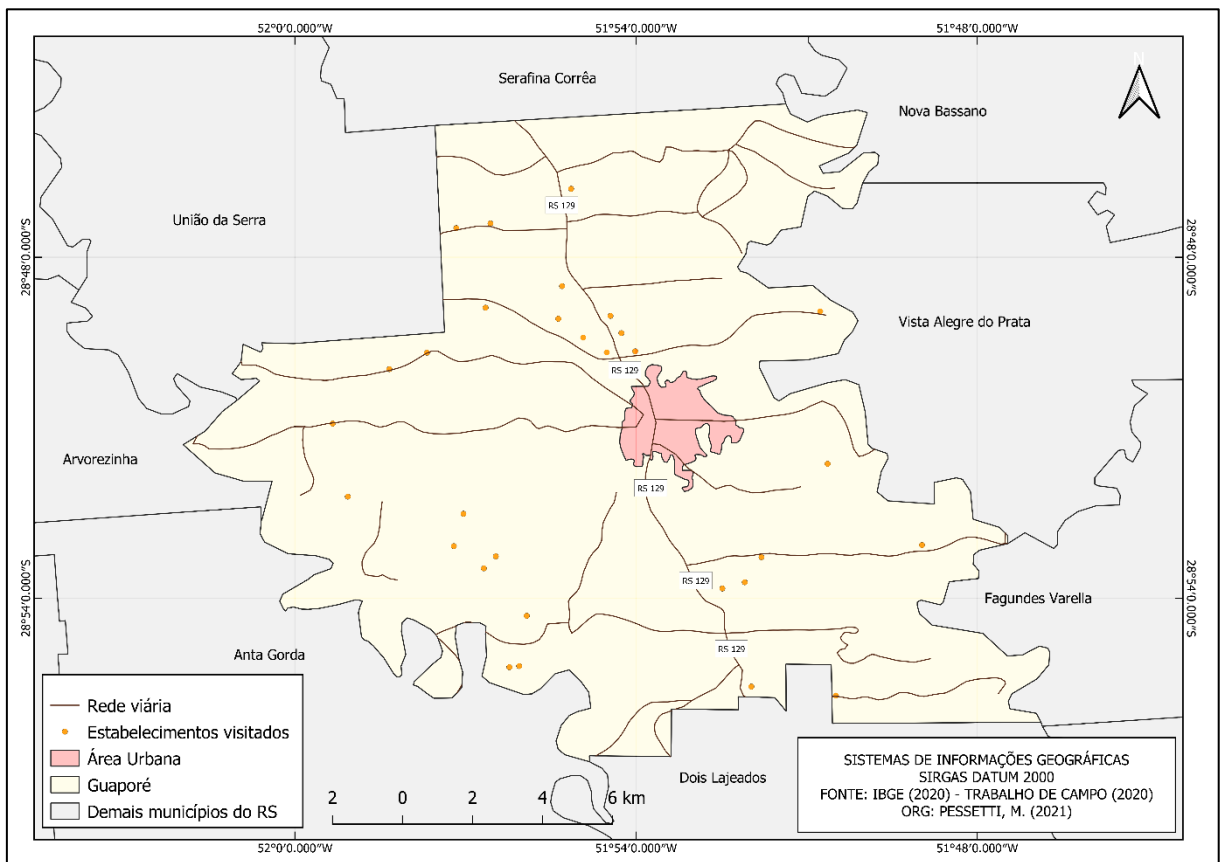 52°0'0.000"W
51°54'0.000"W
51°48'0.000"W
Serafina Corrêa
N
Nova Bassano
RS 129
União da Serra
28°48'0.000"S
28°48'0.000"S
Vista Alegre do Prata
RS 129
Arvorezinha
RS 129
RS 129
28°54'0.000"S
28°54'0.000"S
Fagundes Varella
RS 129
Anta Gorda
Rede viária
Estabelecimentos visitados
Área Urbana
Guaporé
Demais municípios do RS
2 0 2 4 6 km
Dois Lajeados
SISTEMAS DE INFORMAÇÕES GEOGRÁFICAS
SIRGAS DATUM 2000
FONTE: IBGE (2020) - TRABALHO DE CAMPO (2020)
ORG: PESSETTI, M. (2021)
52°0'0.000"W
51°54'0.000"W
51°48'0.000"W